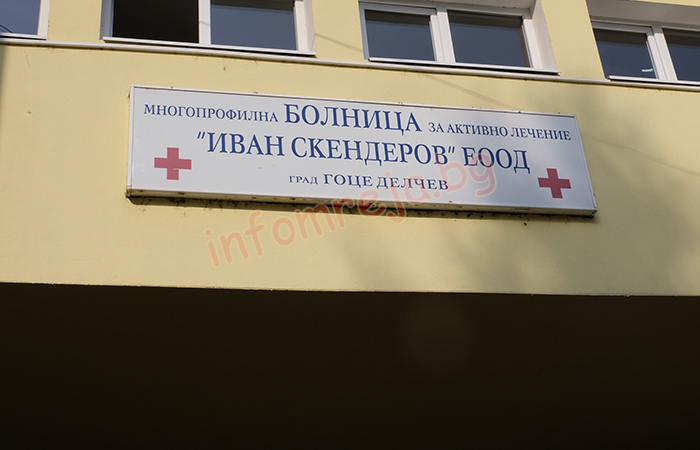 МНОГОПРОФИЛНА БОЛНИЦА ЗА АКТИВНО ЛЕЧЕНИЕ
"ИВАН СКЕНДЕРОВ" ЕООД
ГРАД ГОЦЕ ДЕЛЧЕВ
infomreja.bg